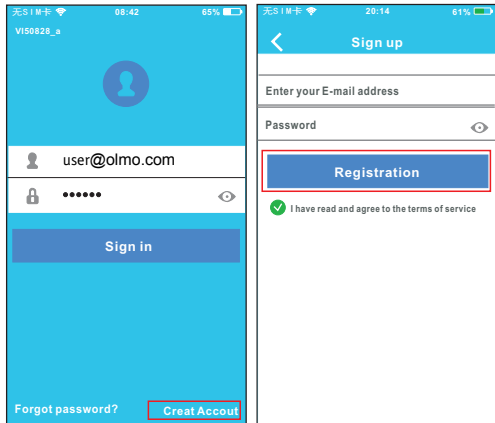 无SIM卡 08:42 65%
VI50828_a
user@olmo.com
••••••
Sign in
Forgot password? Creat Accout
无SIM卡 20:14 61%
Sign up
Enter your E-mail address
Password
Registration
I have read and agree to the terms of service